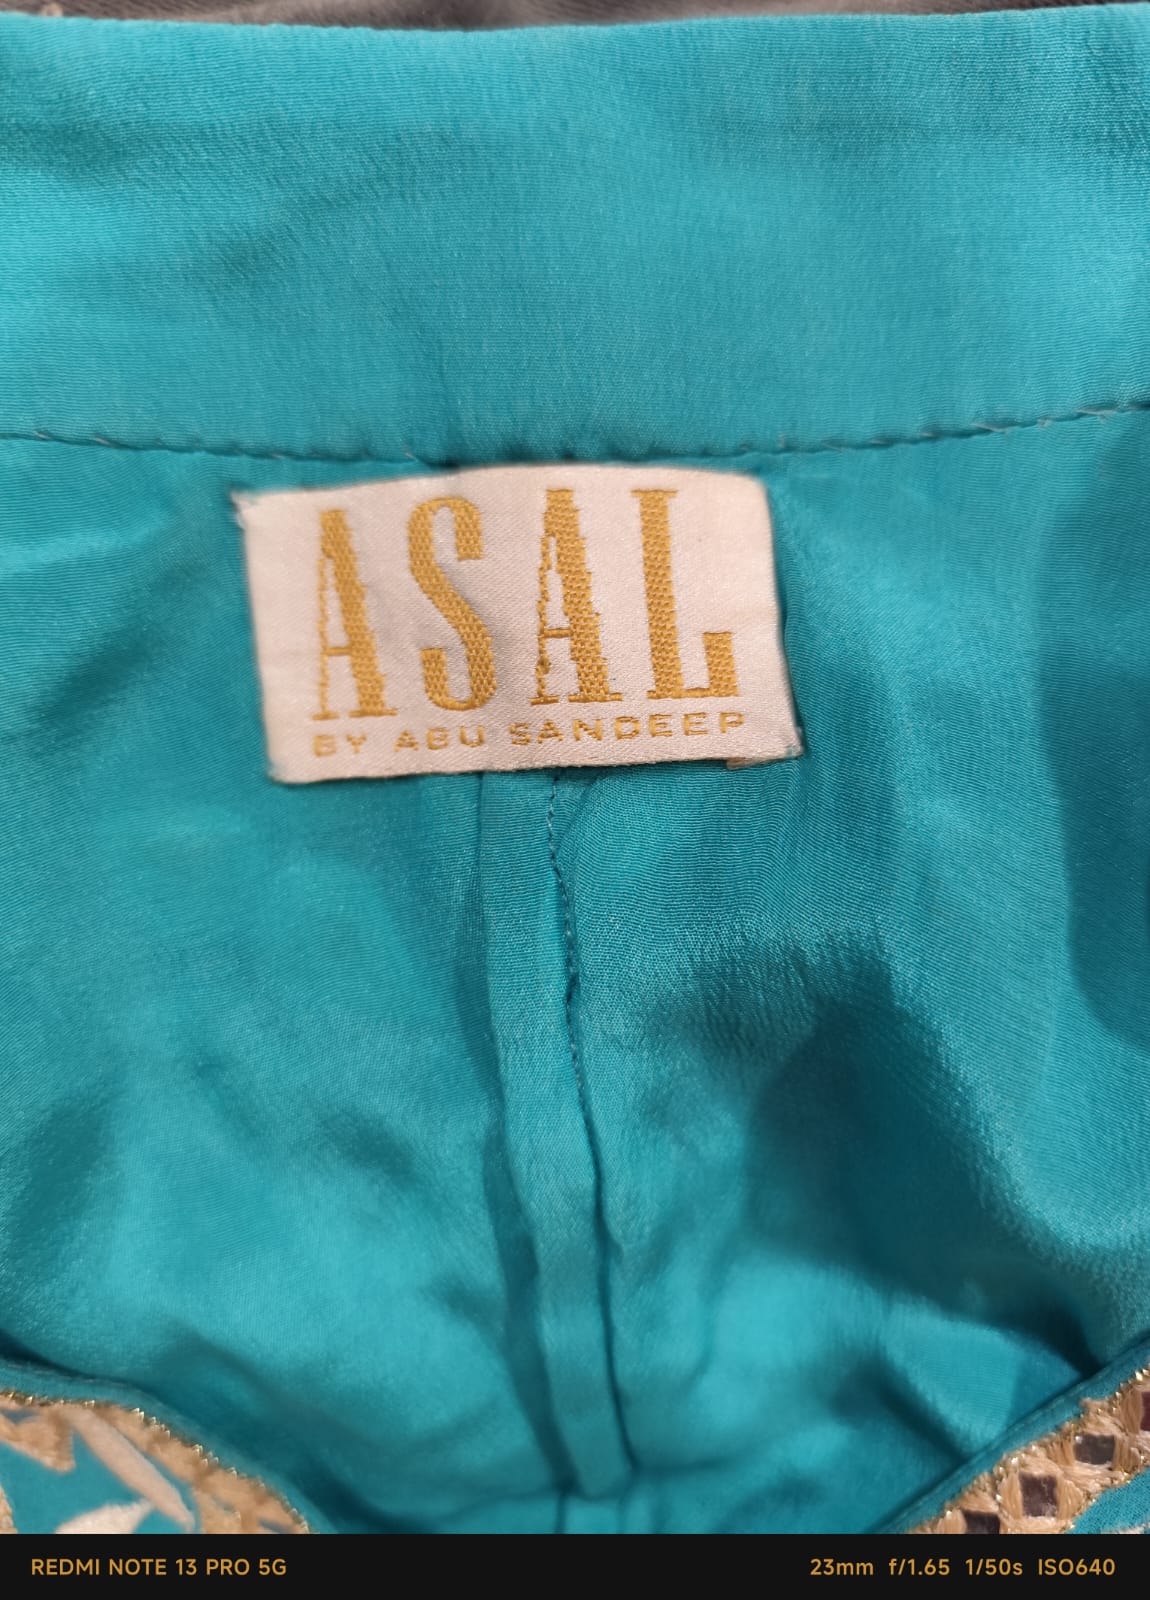 ASAL
BY ABU SANDEEP
REDMI NOTE 13 PRO 5G
23mm f/1.65 1/50s ISO640